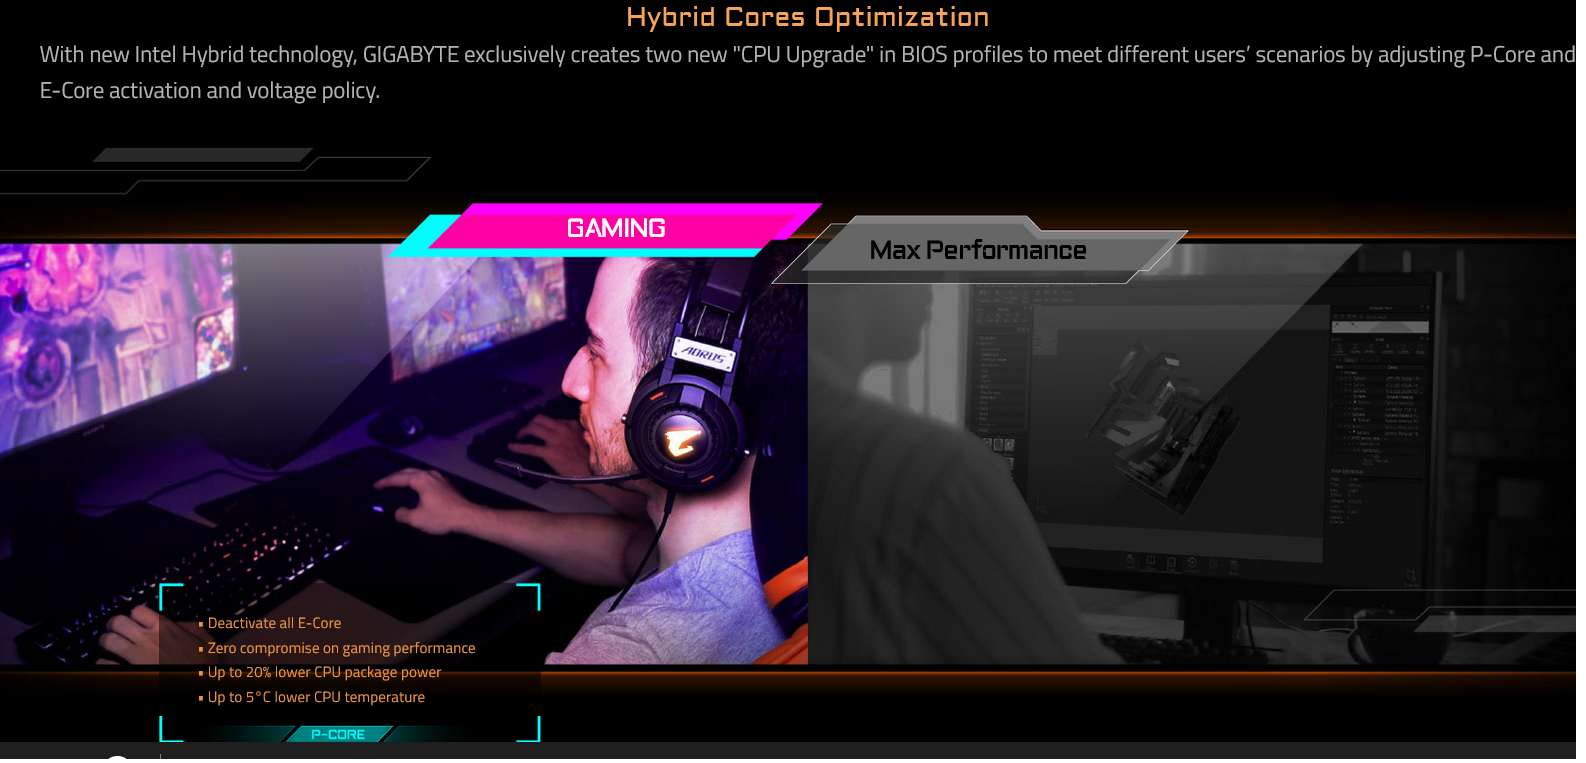 Hybrid Cores Optimization
With new Intel Hybrid technology, GIGABYTE exclusively creates two new "CPU Upgrade" in BIOS profiles to meet different users’ scenarios by adjusting P-Core and
E-Core activation and voltage policy.
GAMING
Max Performance
AORUS
▪ Deactivate all E-Core
▪ Zero compromise on gaming performance
▪ Up to 20% lower CPU package power
▪ Up to 5°C lower CPU temperature
P-CORE